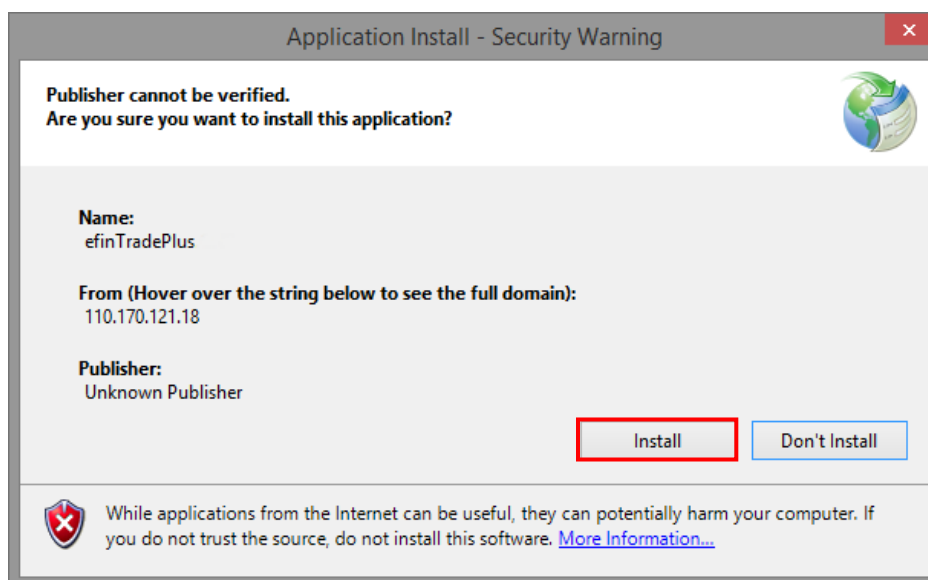 Application Install - Security Warning
Publisher cannot be verified.
Are you sure you want to install this application?
Name:
efinTradePlus
From (Hover over the string below to see the full domain):
110.170.121.18
Publisher:
Unknown Publisher
Install
Don't Install
While applications from the Internet can be useful, they can potentially harm your computer. If
you do not trust the source, do not install this software. More Information...